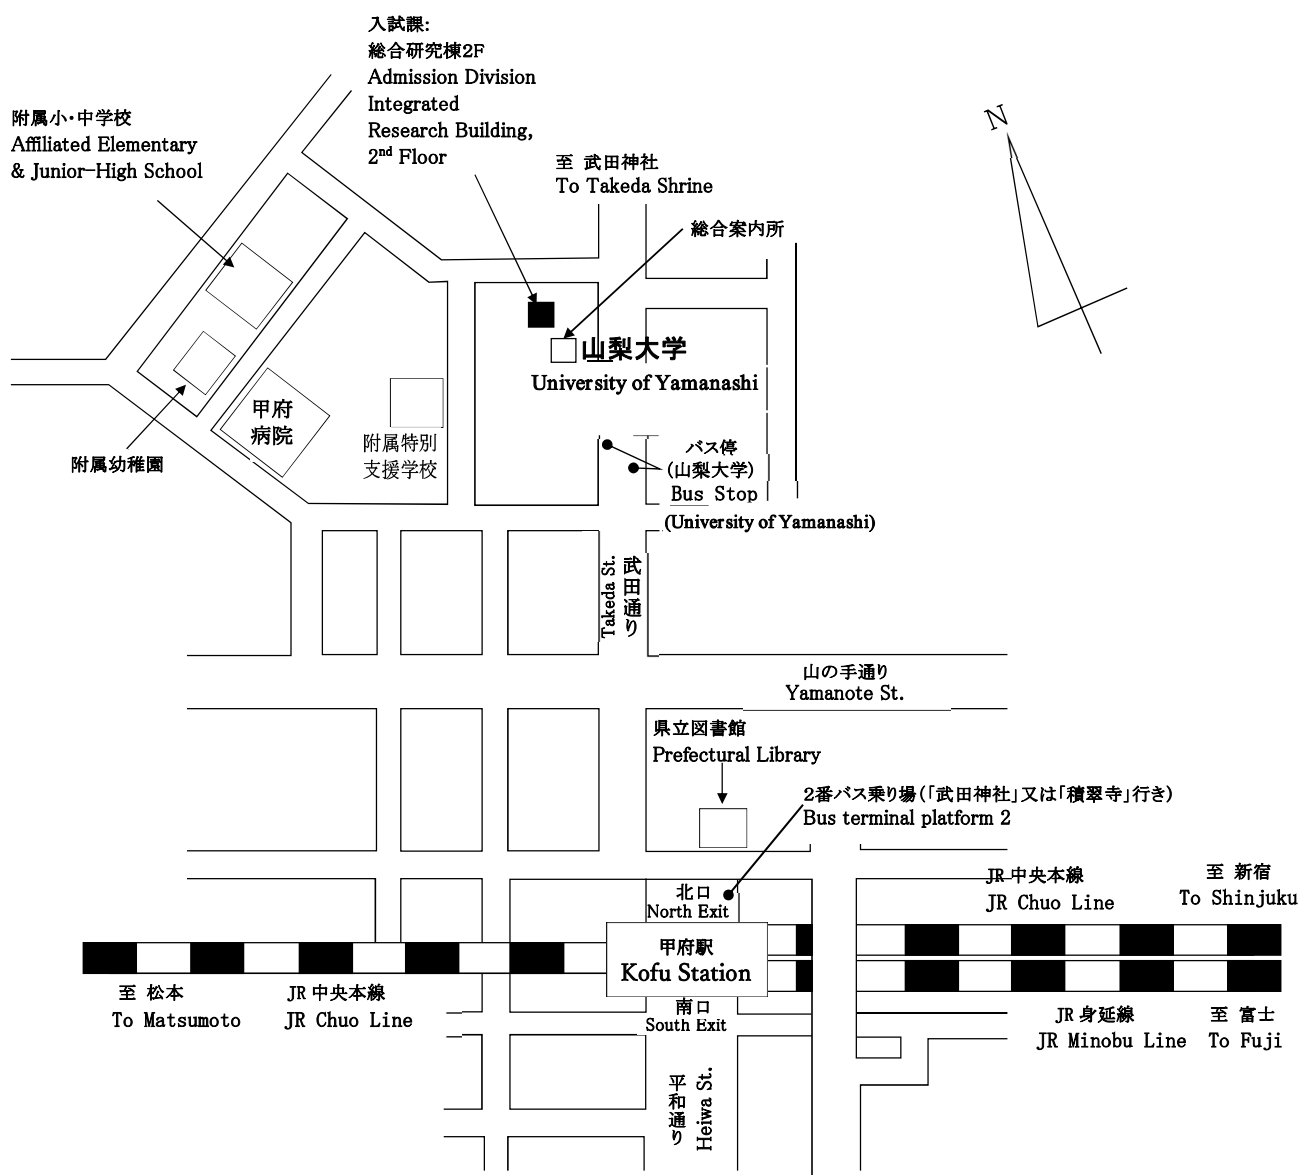 入試課:
総合研究棟2F
Admission Division
Integrated
Research Building,
2nd Floor
附属小・中学校
Affiliated Elementary
& Junior-High School
N
至 武田神社
To Takeda Shrine
総合案内所
山梨大学
University of Yamanashi
甲府
病院
附属特別
支援学校
附属幼稚園
バス停
(山梨大学)
Bus Stop
(University of Yamanashi)
Takeda St.
武田通り
山の手通り
Yamanote St.
県立図書館
Prefectural Library
2番バス乗り場(「武田神社」又は「積翠寺」行き)
Bus terminal platform 2
北口
North Exit
JR 中央本線
JR Chuo Line
至 新宿
To Shinjuku
甲府駅
Kofu Station
至 松本
To Matsumoto
JR 中央本線
JR Chuo Line
南口
South Exit
JR 身延線
JR Minobu Line
至 富士
To Fuji
平和通り
Heiwa St.